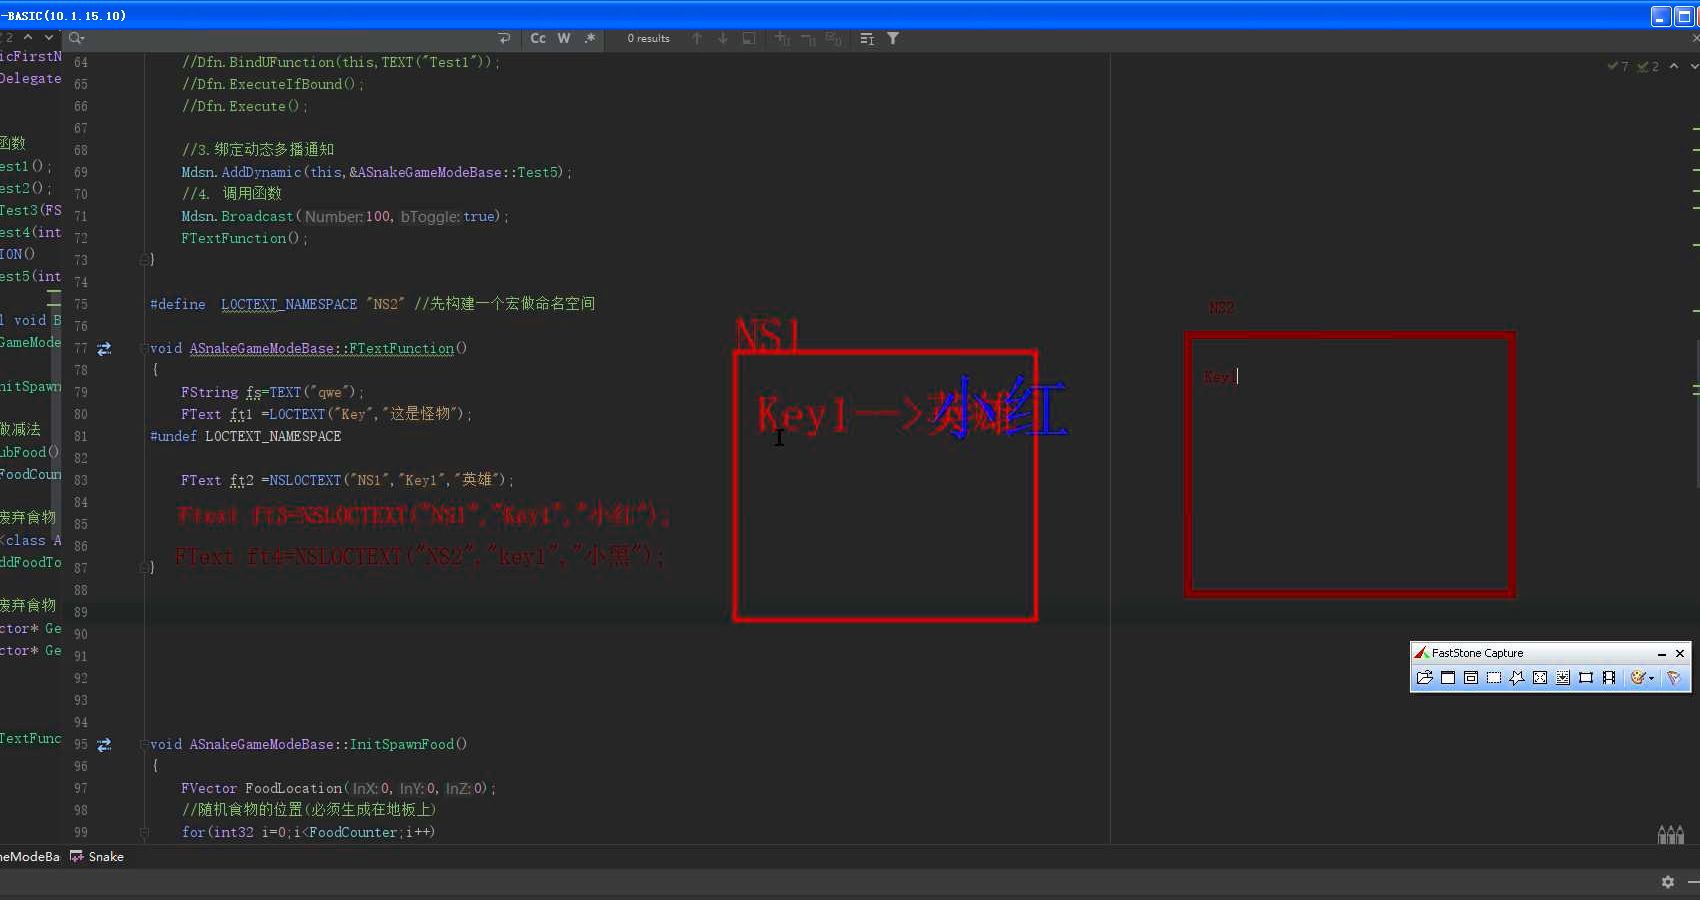 -BASIC(10.1.15.10)
2
Cc W .* 0 results
7 2
icFirstN
Delegate
函数
est1();
est2();
Test3(FS
est4(int
ION()
est5(int
l void B
GameMode
nitSpawn
做减法
ubFood()
FoodCoun
废弃食物
<class A
ddFoodTo
废弃食物
ctor* Ge
ctor* Ge
TextFunc
64 //Dfn.BindUFunction(this,TEXT("Test1"));
65 //Dfn.ExecuteIfBound();
66 //Dfn.Execute();
67
68 //3.绑定动态多播通知
69 Mdsn.AddDynamic(this,&ASnakeGameModeBase::Test5);
70 //4. 调用函数
71 Mdsn.Broadcast( Number: 100, bToggle: true);
72 FTextFunction();
73 }
74
75 #define LOCTEXT_NAMESPACE "NS2" //先构建一个宏做命名空间
76
77 void ASnakeGameModeBase::FTextFunction()
78 {
79 FString fs=TEXT("qwe");
80 FText ft1 =LOCTEXT("Key","这是怪物");
81 #undef LOCTEXT_NAMESPACE
82
83 FText ft2 =NSLOCTEXT("NS1","Key1","英雄");
84
Ftext ft3=NSLOCTEXT("NS1","Key1","小红");
85
86
FText ft4=NSLOCTEXT("NS2","key1","小黑");
87 }
88
89
90
91
92
93
94
95 void ASnakeGameModeBase::InitSpawnFood()
96 {
97 FVector FoodLocation( InX: 0, InY: 0, InZ: 0);
98 //随机食物的位置(必须生成在地板上)
99 for(int32 i=0;i<FoodCounter;i++)
NS1
Key1-->英雄
小红
NS2
Key
FastStone Capture
neModeBa Snake